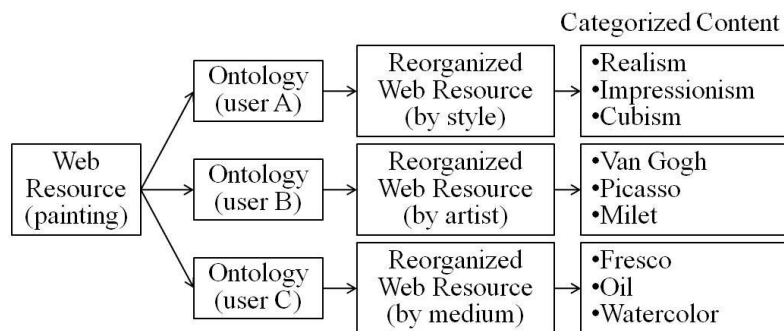 Categorized Content
Web
Resource
(painting)
Ontology
(user A)
Reorganized
Web Resource
(by style)
•Realism
•Impressionism
•Cubism
Ontology
(user B)
Reorganized
Web Resource
(by artist)
•Van Gogh
•Picasso
•Milet
Ontology
(user C)
Reorganized
Web Resource
(by medium)
•Fresco
•Oil
•Watercolor